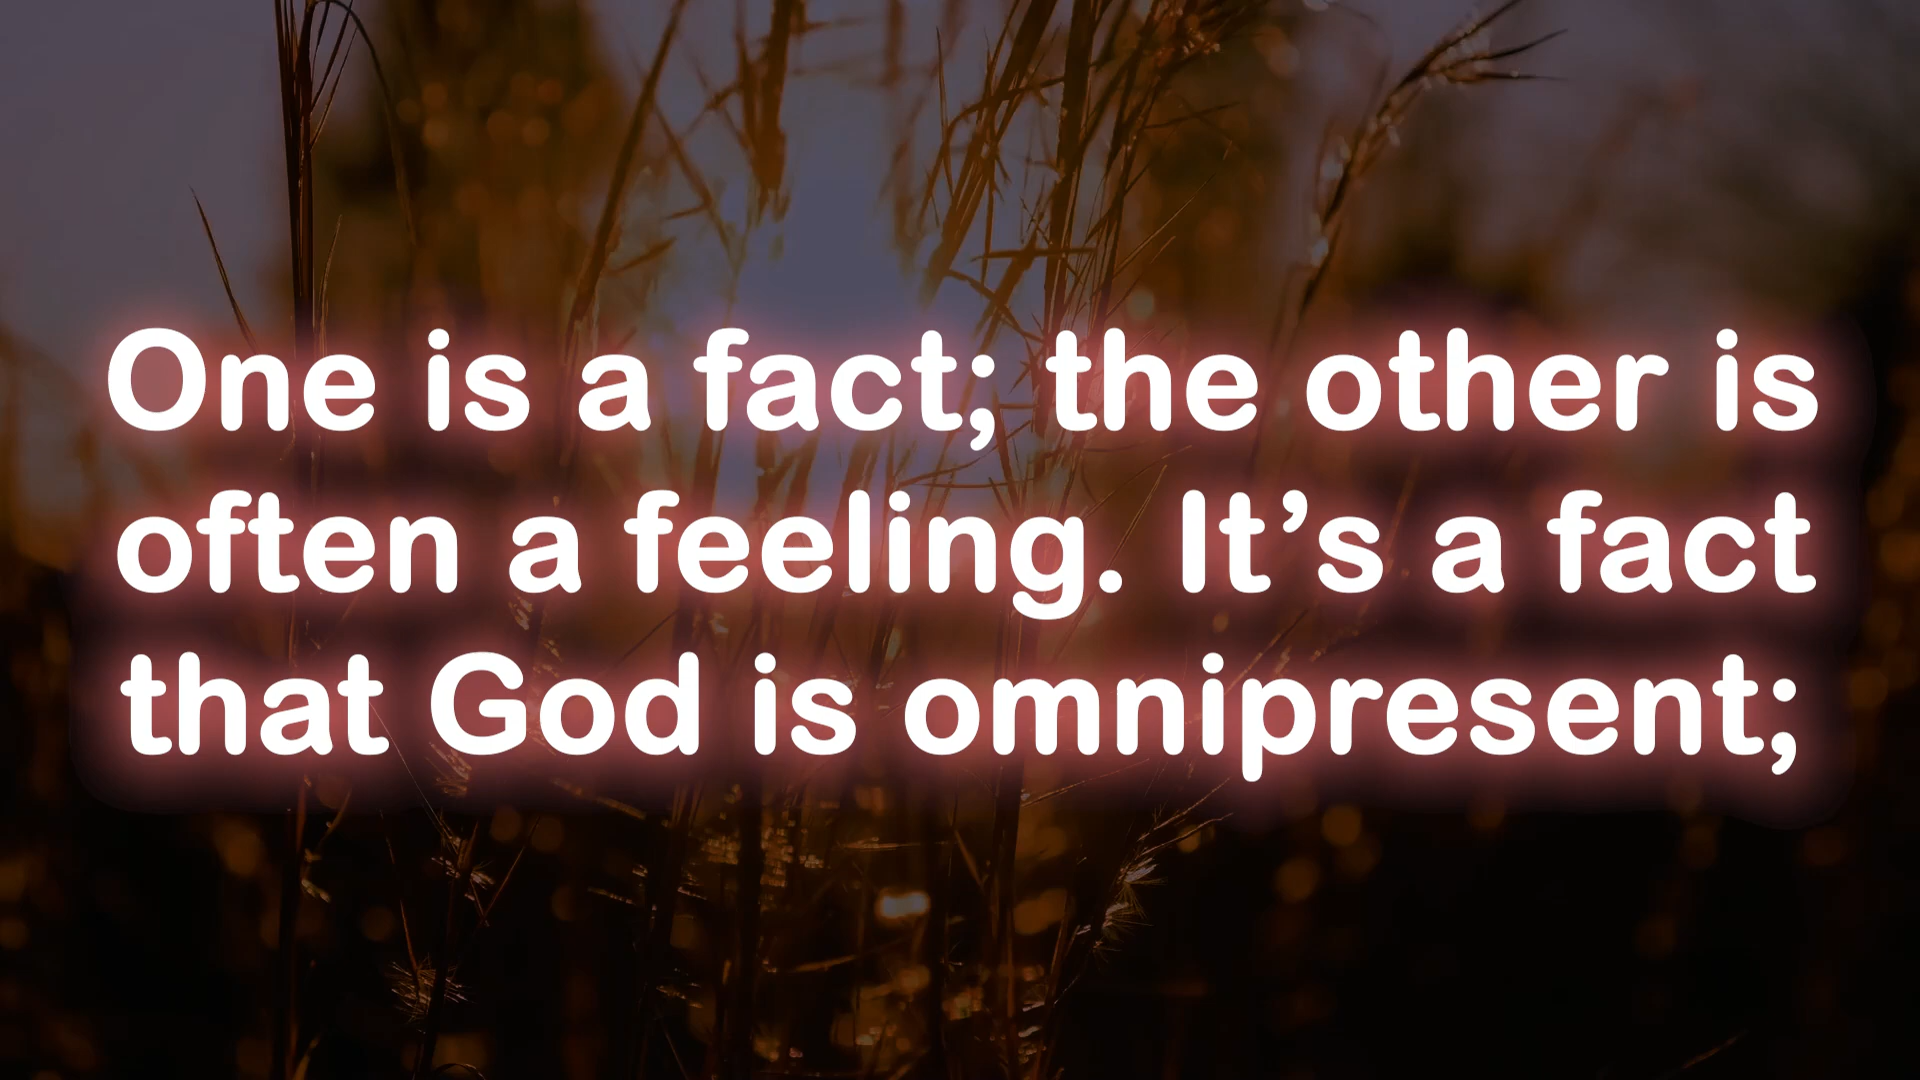 One is a fact; the other is
often a feeling. It’s a fact
that God is omnipresent;